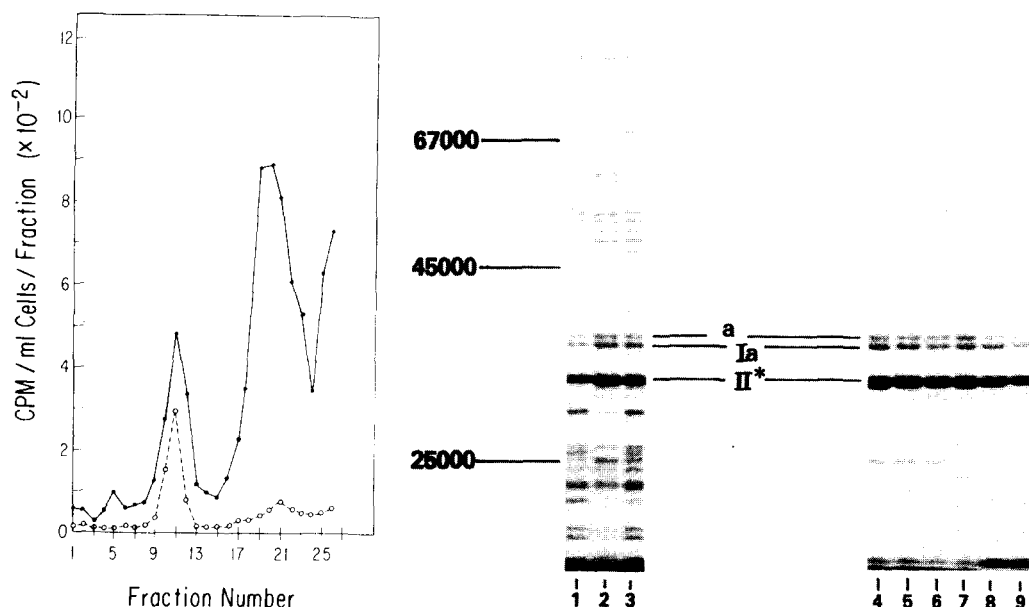 CPM / ml Cells / Fraction (x 10⁻²)
12
10
8
6
4
2
0
1 5 9 13 17 21 25
Fraction Number
67000
45000
25000
a
Ia
II*
1 2 3
4 5 6 7 8 9